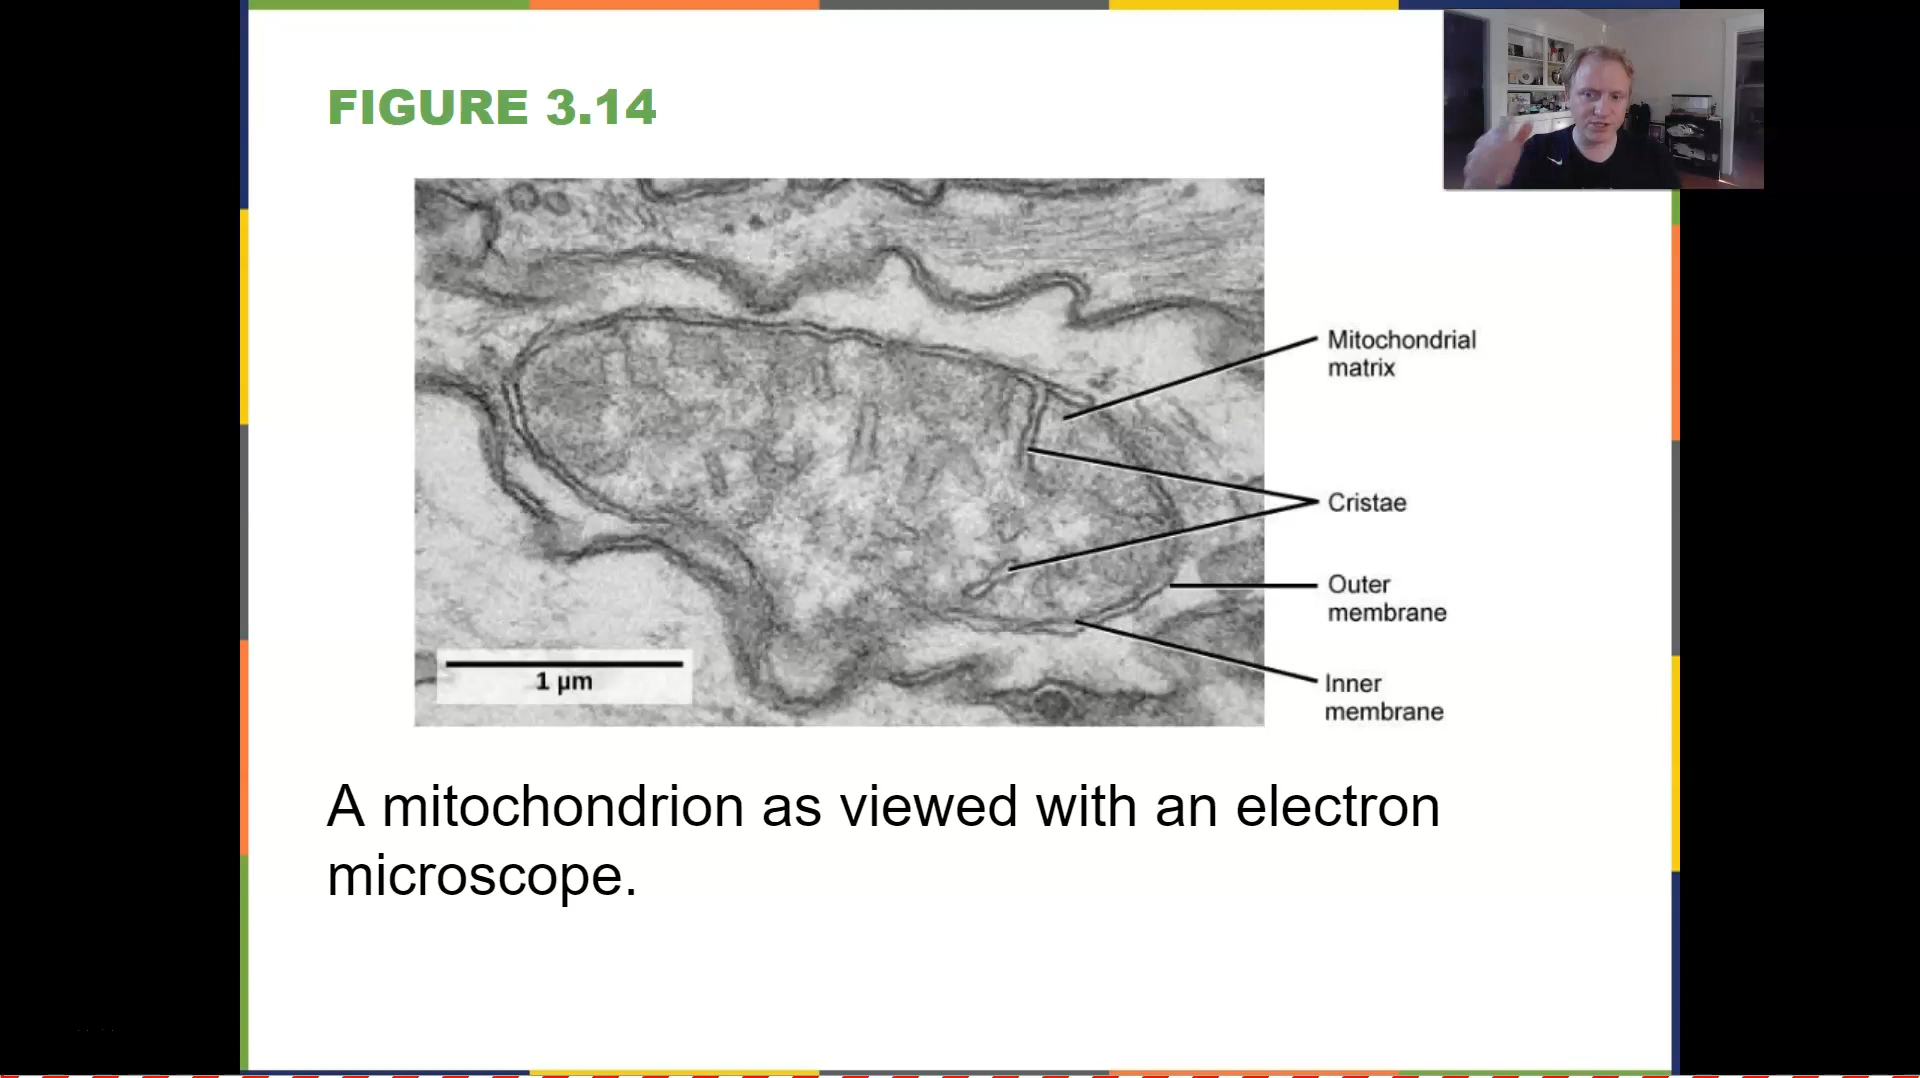 FIGURE 3.14
Mitochondrial
matrix
Cristae
Outer
membrane
Inner
membrane
1 µm
A mitochondrion as viewed with an electron
microscope.